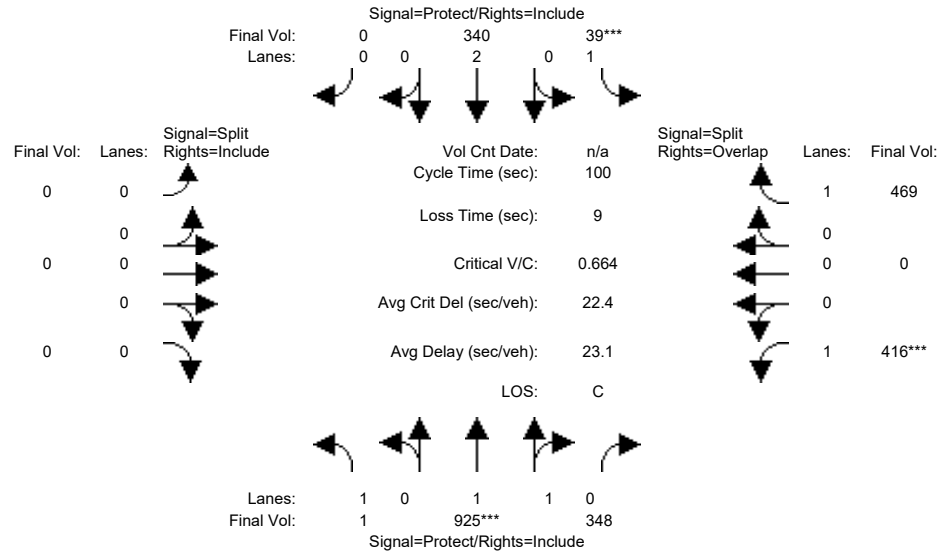 Signal=Protect/Rights=Include
Final Vol: 0 340 39***
Lanes: 0 0 2 0 1
Signal=Split
Final Vol: Lanes: Rights=Include
Vol Cnt Date: n/a
Signal=Split
Rights=Overlap Lanes: Final Vol:
Cycle Time (sec): 100
0 0
1 469
Loss Time (sec): 9
0
0
0 0
Critical V/C: 0.664
0 0
0
Avg Crit Del (sec/veh): 22.4
0
0 0
Avg Delay (sec/veh): 23.1
1 416***
LOS: C
Lanes: 1 0 1 1 0
Final Vol: 1 925*** 348
Signal=Protect/Rights=Include